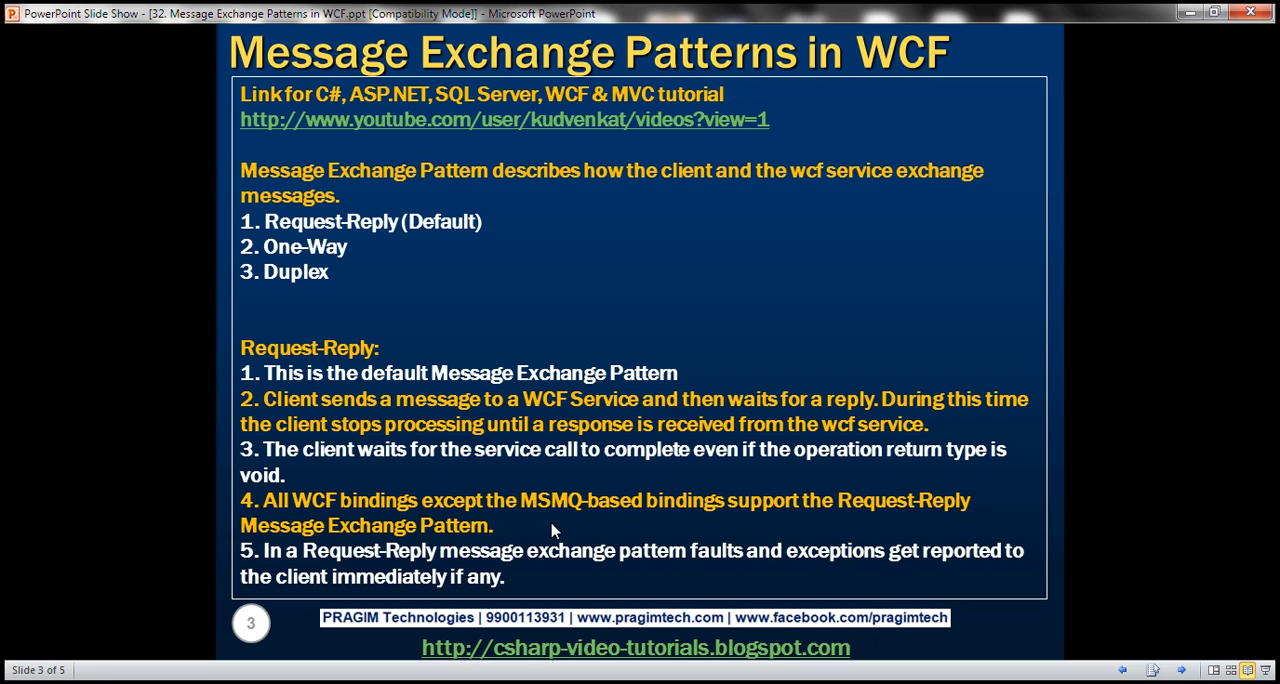 PowerPoint Slide Show - [32. Message Exchange Patterns in WCF.ppt [Compatibility Mode]] - Microsoft PowerPoint
Message Exchange Patterns in WCF
Link for C#, ASP.NET, SQL Server, WCF & MVC tutorial
http://www.youtube.com/user/kudvenkat/videos?view=1
Message Exchange Pattern describes how the client and the wcf service exchange
messages.
1. Request-Reply (Default)
2. One-Way
3. Duplex
Request-Reply:
1. This is the default Message Exchange Pattern
2. Client sends a message to a WCF Service and then waits for a reply. During this time
the client stops processing until a response is received from the wcf service.
3. The client waits for the service call to complete even if the operation return type is
void.
4. All WCF bindings except the MSMQ-based bindings support the Request-Reply
Message Exchange Pattern.
5. In a Request-Reply message exchange pattern faults and exceptions get reported to
the client immediately if any.
3
PRAGIM Technologies | 9900113931 | www.pragimtech.com | www.facebook.com/pragimtech
http://csharp-video-tutorials.blogspot.com
Slide 3 of 5